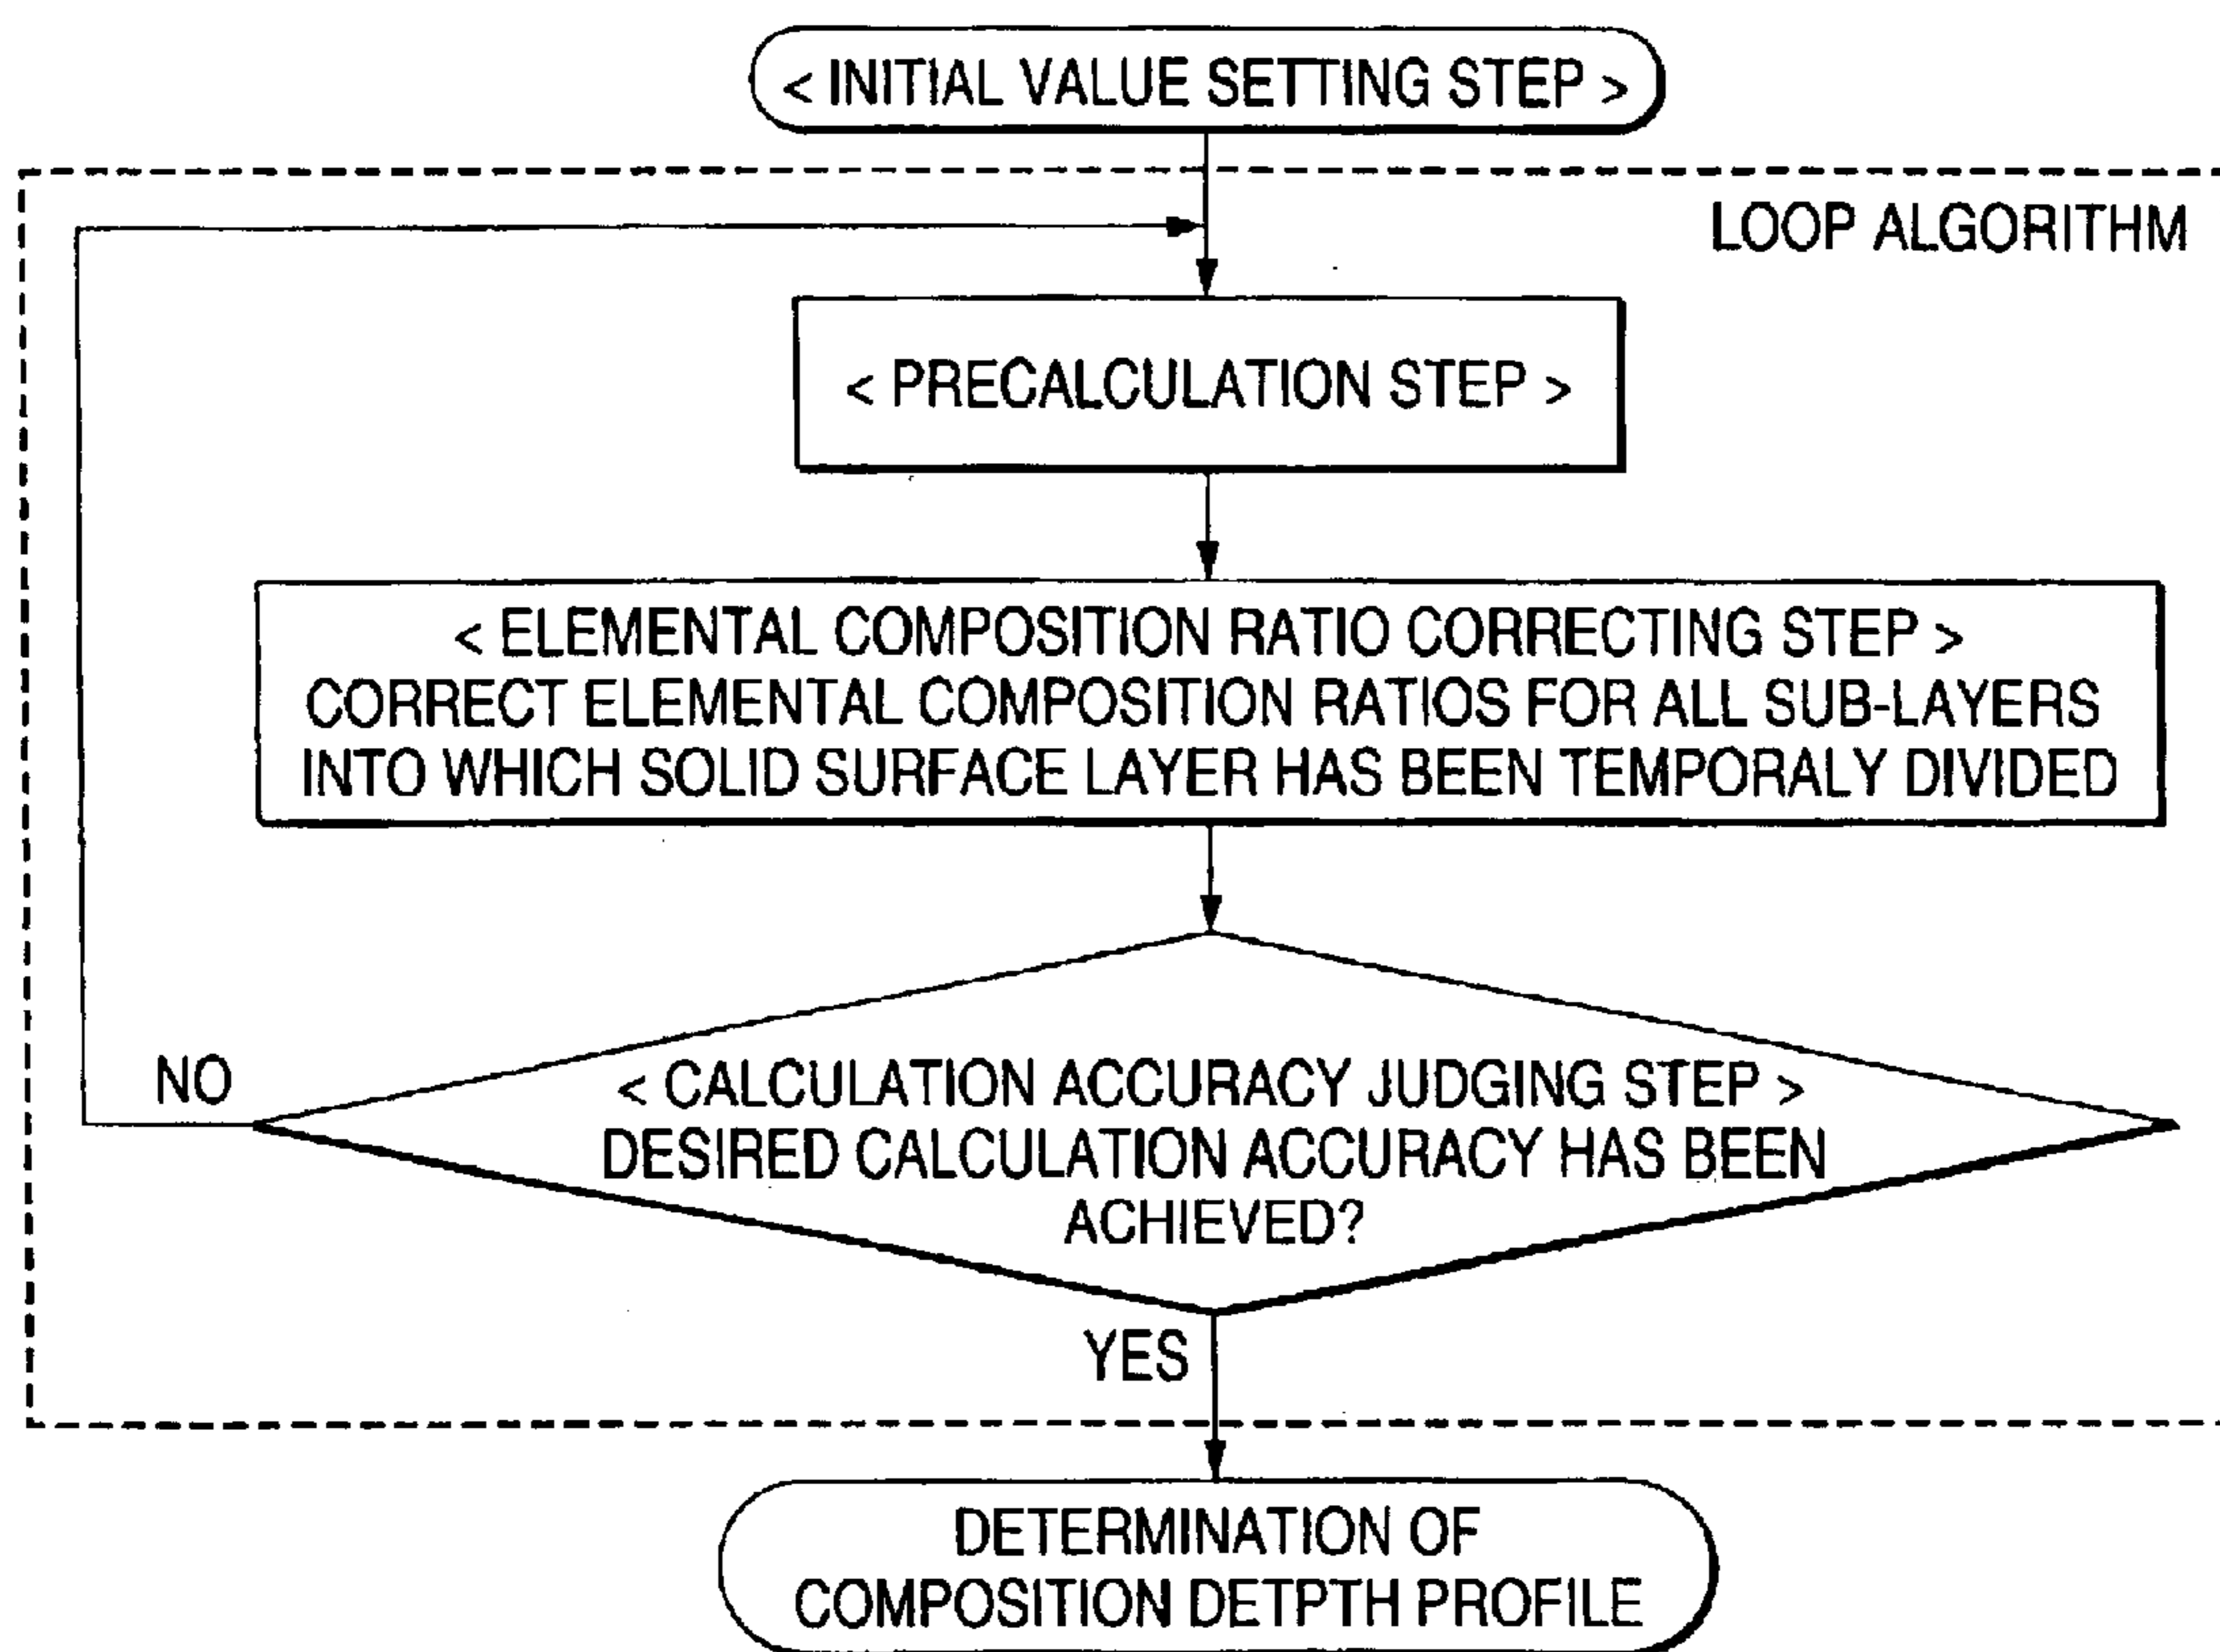 < INITIAL VALUE SETTING STEP >
LOOP ALGORITHM
< PRECALCULATION STEP >
< ELEMENTAL COMPOSITION RATIO CORRECTING STEP >
CORRECT ELEMENTAL COMPOSITION RATIOS FOR ALL SUB-LAYERS
INTO WHICH SOLID SURFACE LAYER HAS BEEN TEMPORALY DIVIDED
NO
< CALCULATION ACCURACY JUDGING STEP >
DESIRED CALCULATION ACCURACY HAS BEEN
ACHIEVED?
YES
DETERMINATION OF
COMPOSITION DETPTH PROFILE